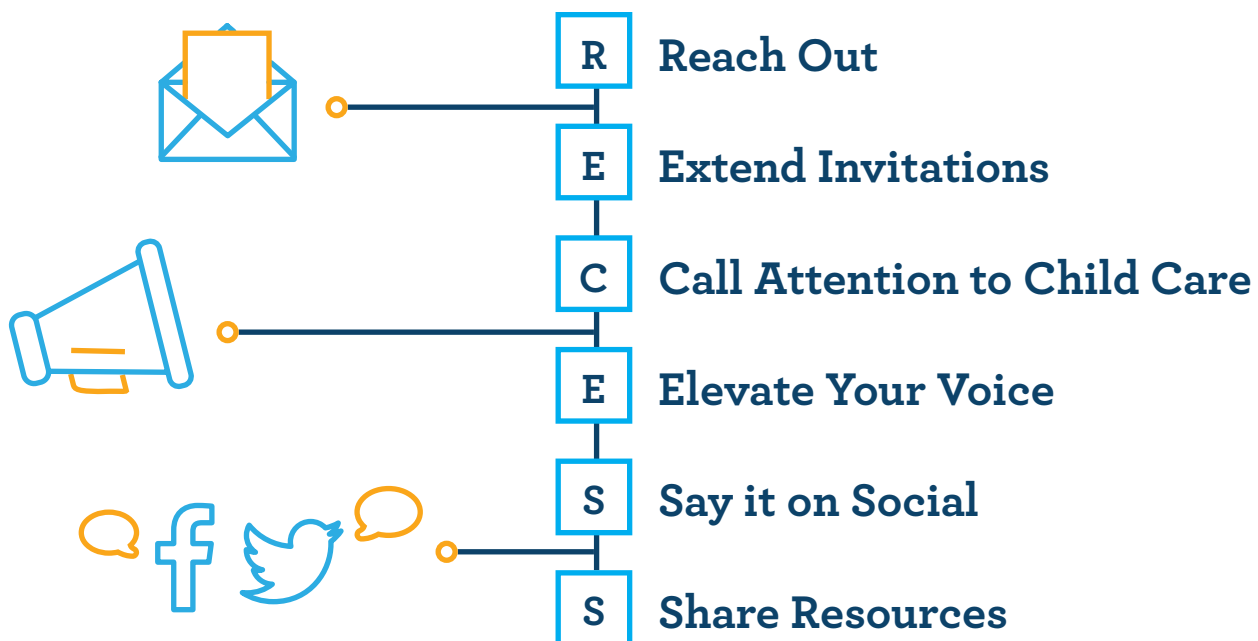 R Reach Out
E Extend Invitations
C Call Attention to Child Care
E Elevate Your Voice
S Say it on Social
S Share Resources